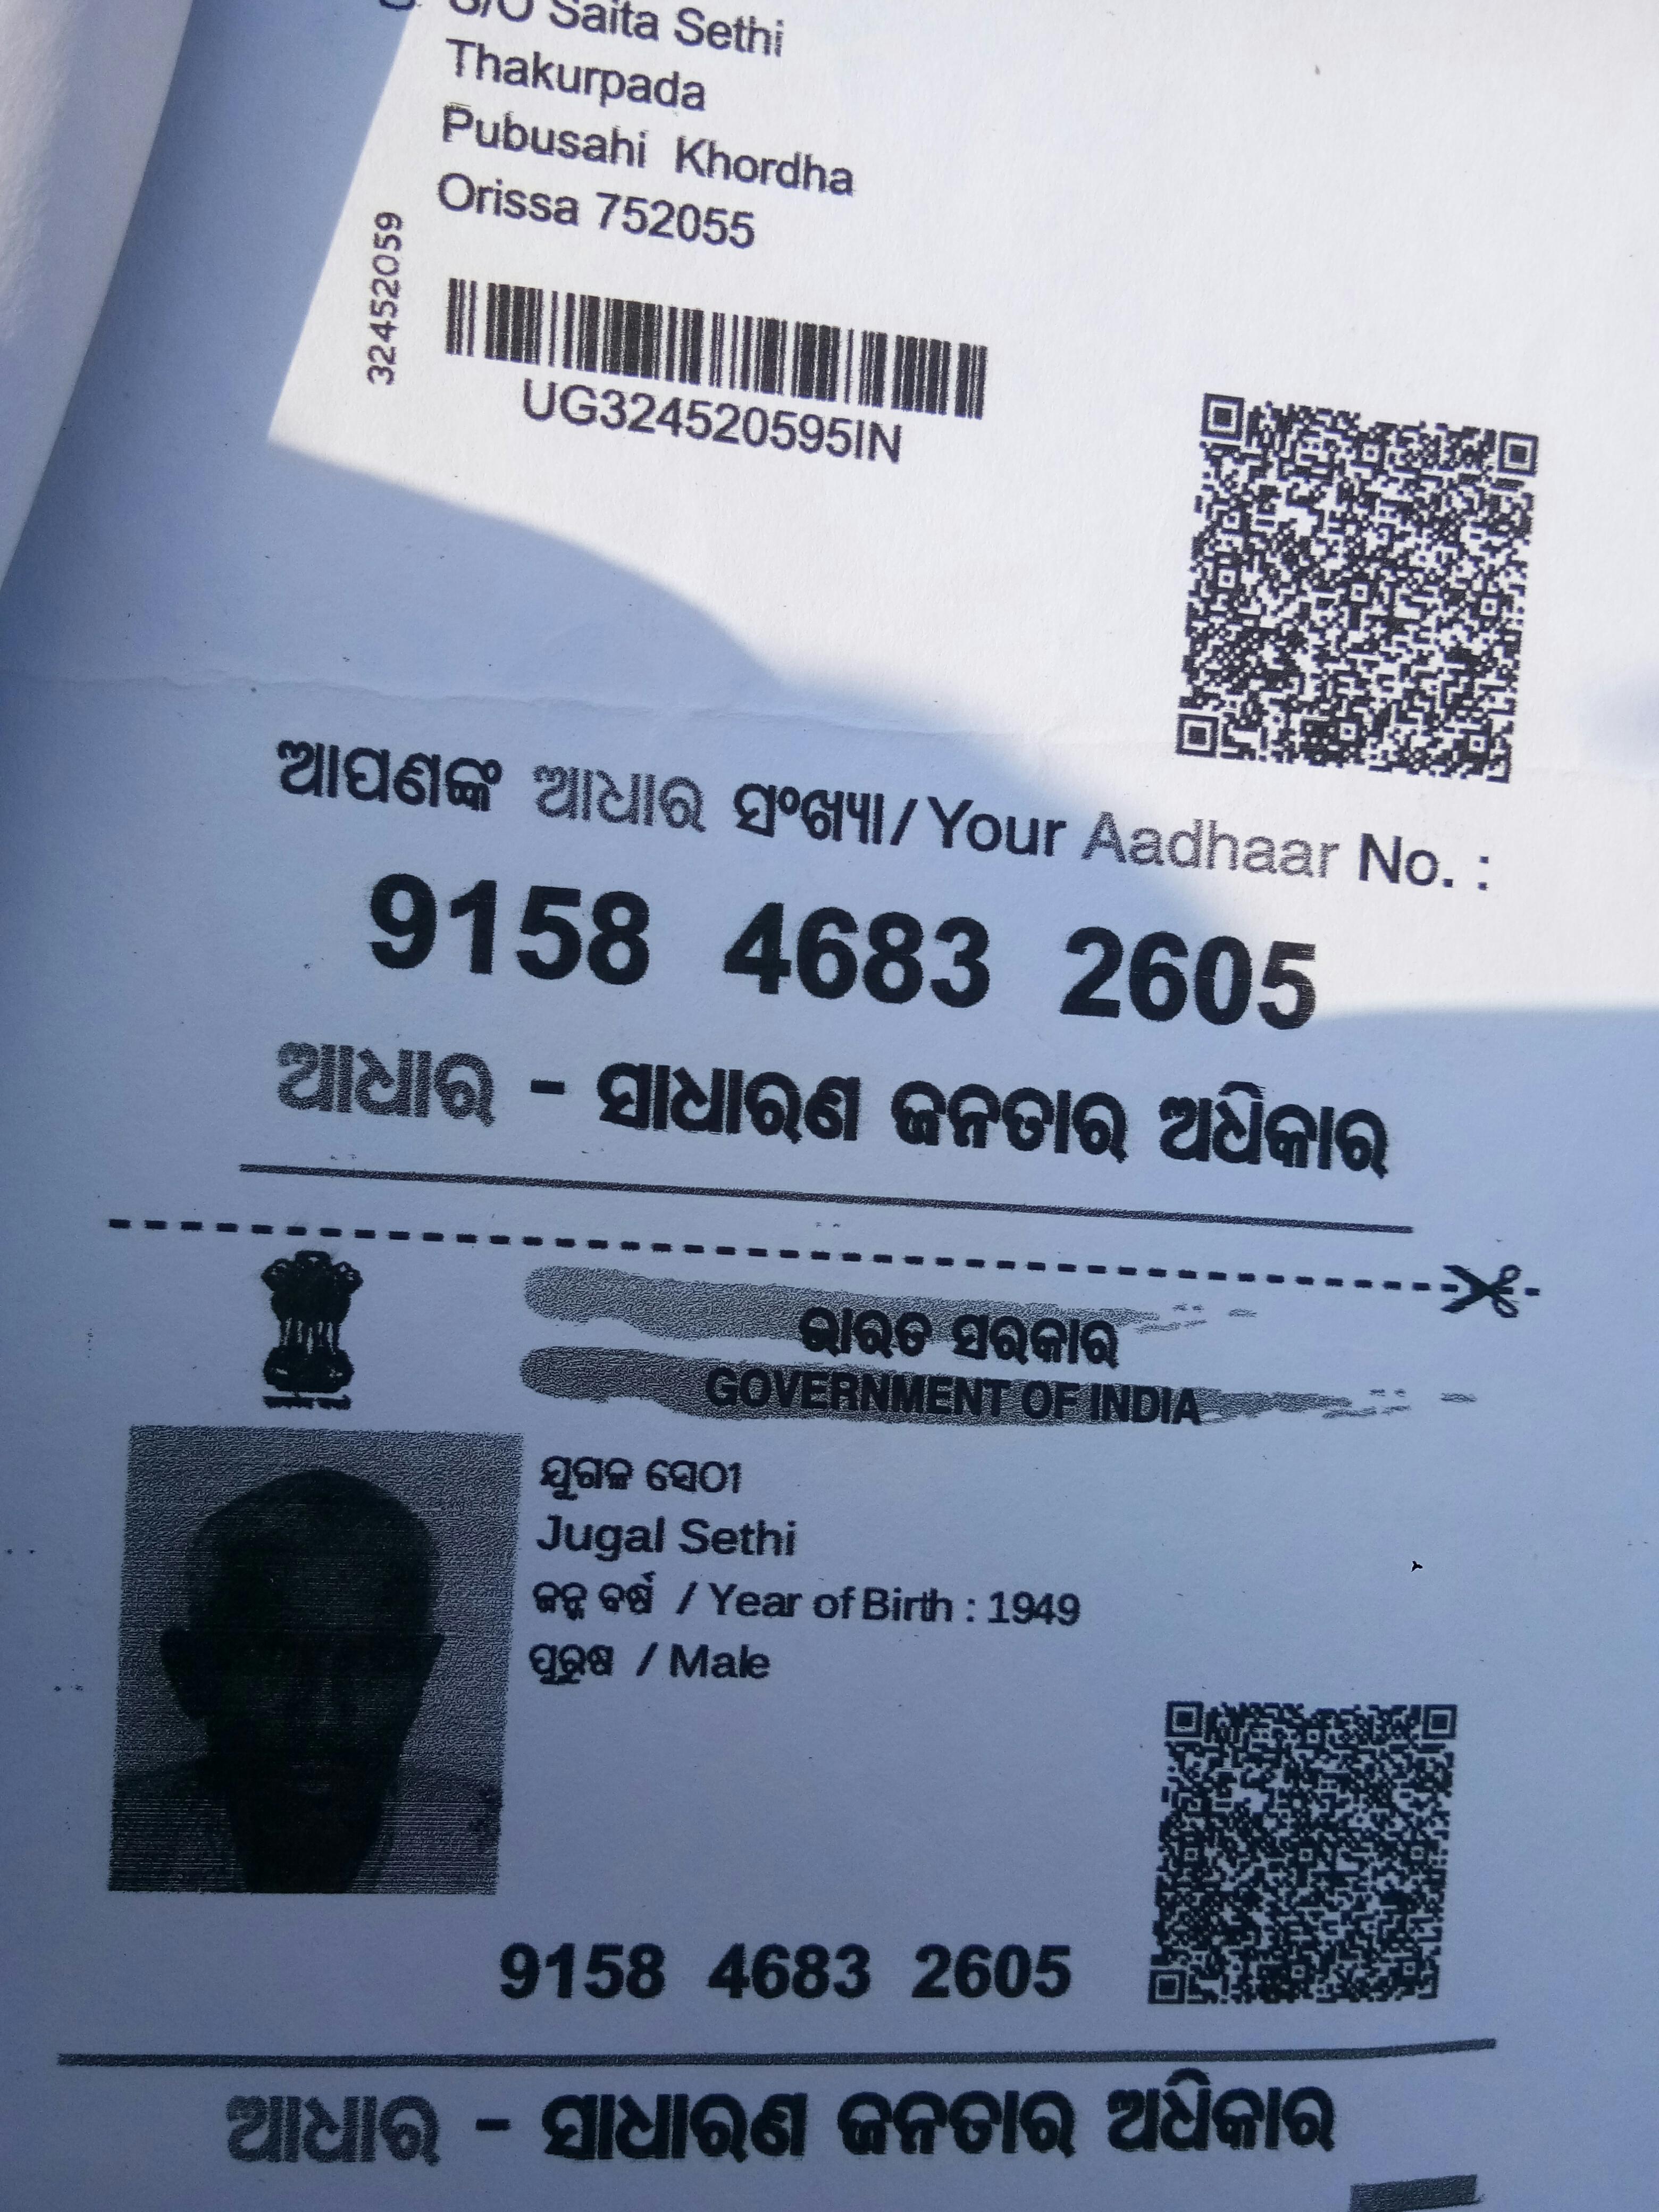 S/O Saita Sethi
Thakurpada
Pubusahi Khordha
Orissa 752055
32452059
UG324520595IN
ଆପଣଙ୍କ ଆଧାର ସଂଖ୍ୟା/ Your Aadhaar No. :
9158 4683 2605
ଆଧାର - ସାଧାରଣ ଜନତାର ଅଧିକାର
ଭାରତ ସରକାର
GOVERNMENT OF INDIA
ଯୁଗଳ ସେଠୀ
Jugal Sethi
ଜନ୍ମ ବର୍ଷ / Year of Birth : 1949
ପୁରୁଷ / Male
9158 4683 2605
ଆଧାର - ସାଧାରଣ ଜନତାର ଅଧିକାର